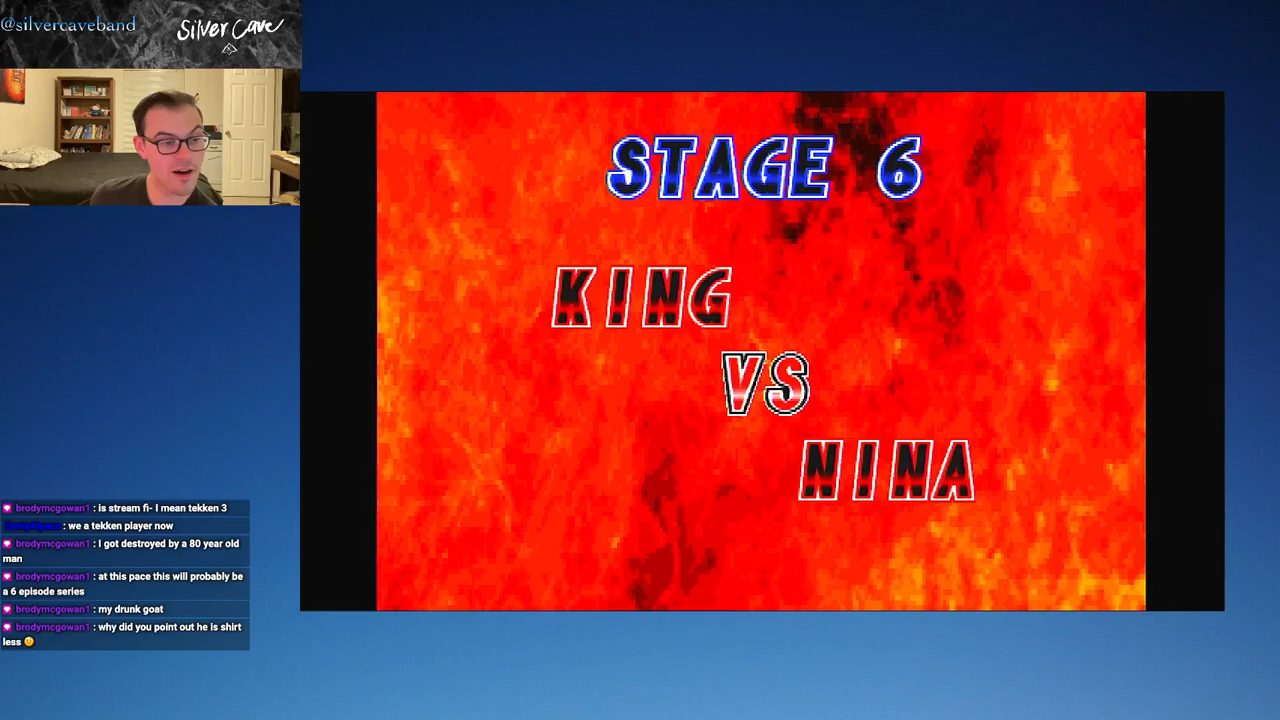 @silvercaveband
Silver Cave
STAGE 6
KING
VS
NINA
brodymcgowan1 : is stream fi- I mean tekken 3
: we a tekken player now
brodymcgowan1 : I got destroyed by a 80 year old
man
brodymcgowan1 : at this pace this will probably be
a 6 episode series
brodymcgowan1 : my drunk goat
brodymcgowan1 : why did you point out he is shirt
less